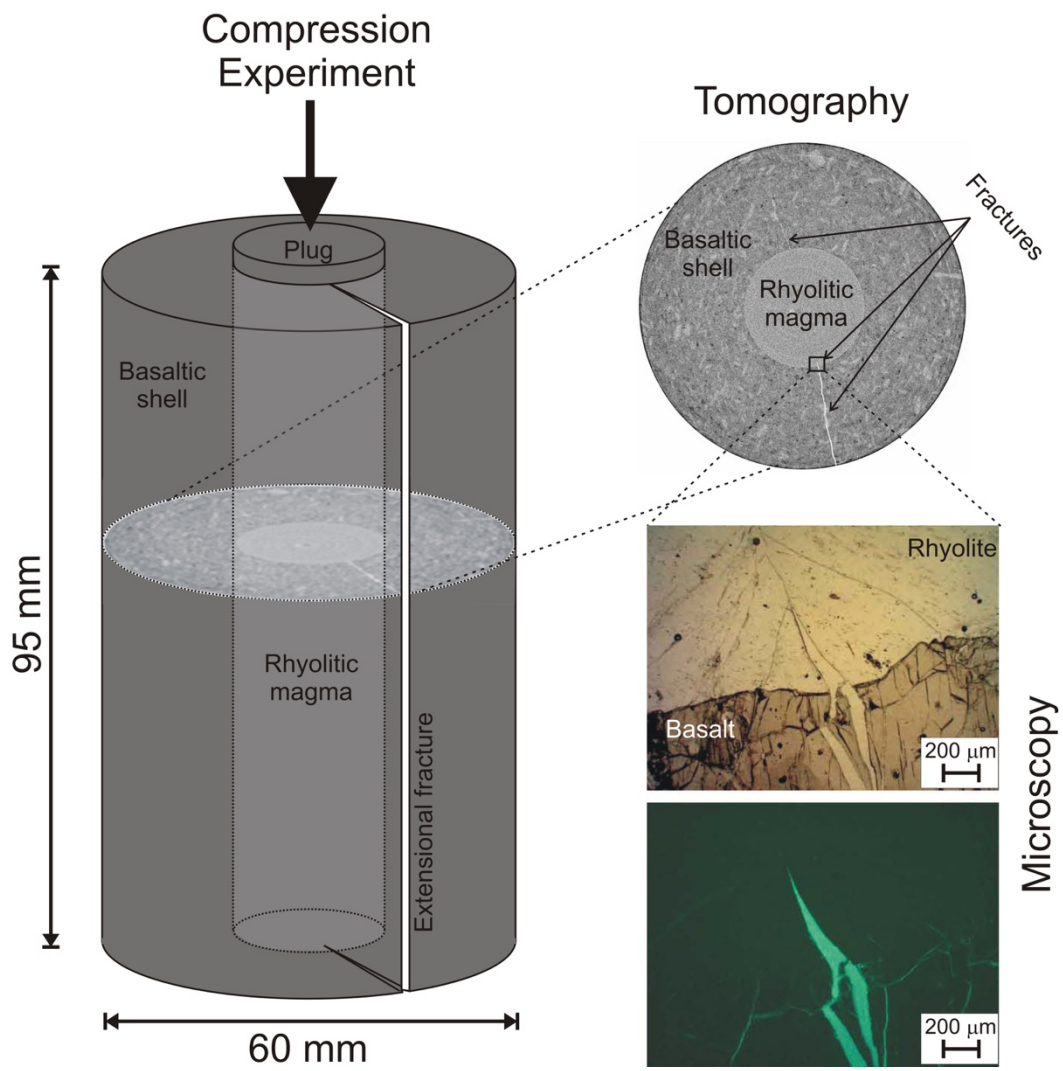 Compression
Experiment
Plug
Basaltic
shell
95 mm
Rhyolitic
magma
Extensional fracture
60 mm
Tomography
Fractures
Basaltic
shell
Rhyolitic
magma
Rhyolite
Basalt
200 μm
200 μm
Microscopy